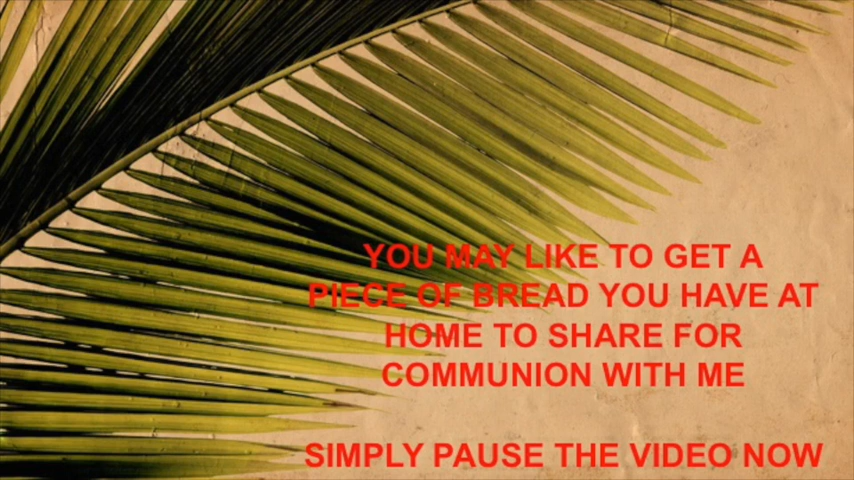 YOU MAY LIKE TO GET A
PIECE OF BREAD YOU HAVE AT
HOME TO SHARE FOR
COMMUNION WITH ME
SIMPLY PAUSE THE VIDEO NOW